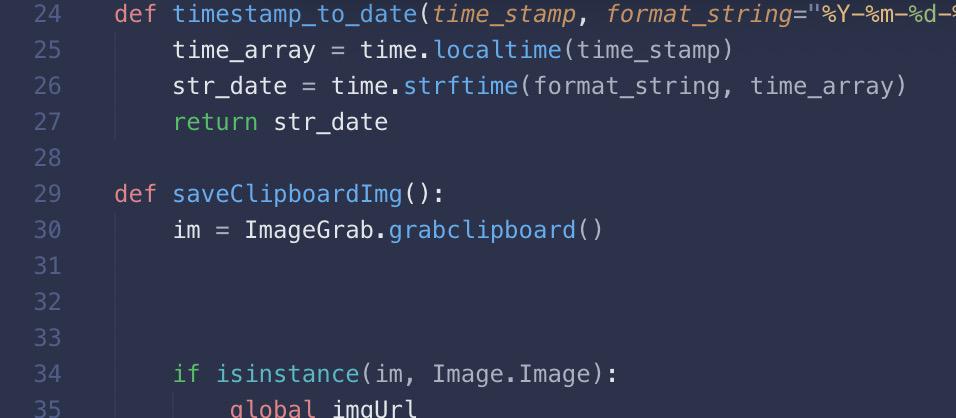 24 def timestamp_to_date(time_stamp, format_string="%Y-%m-%d-%
25 time_array = time.localtime(time_stamp)
26 str_date = time.strftime(format_string, time_array)
27 return str_date
28
29 def saveClipboardImg():
30 im = ImageGrab.grabclipboard()
31
32
33
34 if isinstance(im, Image.Image):
35 global imgUrl